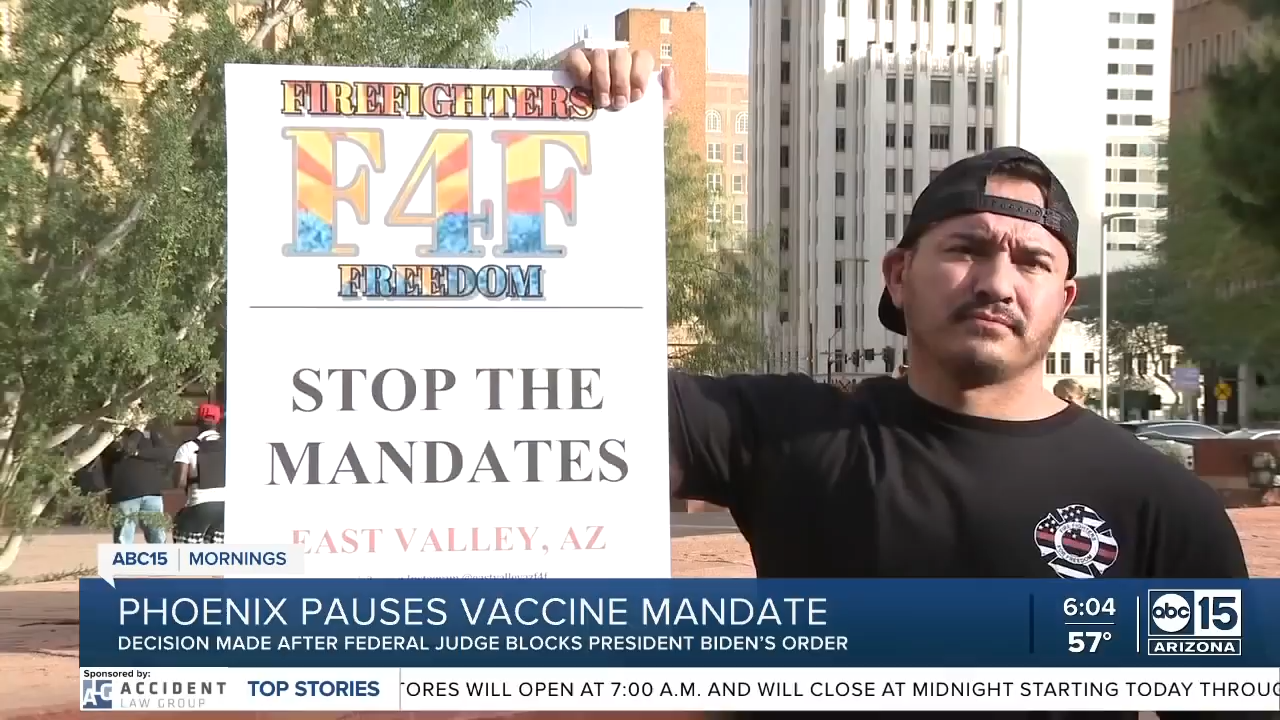 FIREFIGHTERS
F4F
FREEDOM
STOP THE
MANDATES
EAST VALLEY, AZ
ABC15 MORNINGS
PHOENIX PAUSES VACCINE MANDATE
DECISION MADE AFTER FEDERAL JUDGE BLOCKS PRESIDENT BIDEN'S ORDER
6:04
57°
abc 15
ARIZONA
Sponsored by:
AG ACCIDENT
LAW GROUP
TOP STORIES
TORES WILL OPEN AT 7:00 A.M. AND WILL CLOSE AT MIDNIGHT STARTING TODAY THROUG